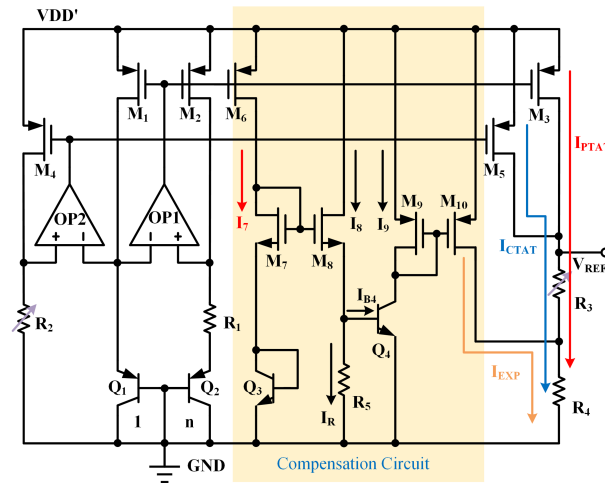 VDD'
M1
M2
M6
M3
M4
M5
IPTAT
OP2
OP1
+
-
-
+
I7
I8
I9
M9
M10
ICTAT
VREF
M7
M8
R3
IB4
R2
R1
Q4
Q1
Q2
Q3
IEXP
R5
R4
IR
1
n
GND
Compensation Circuit